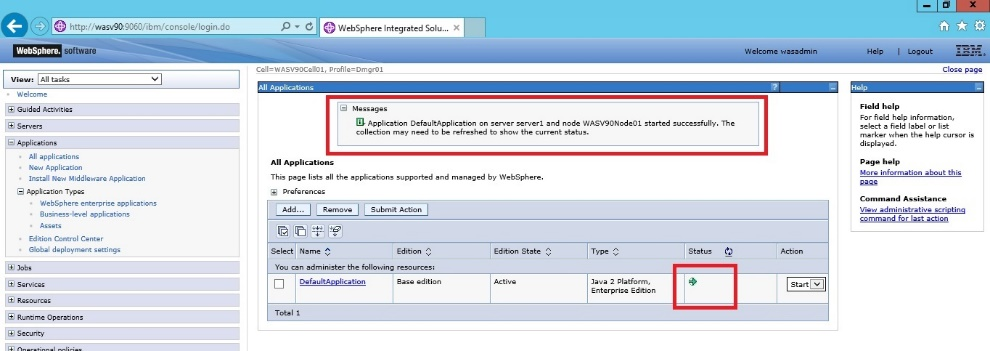 http://wasv90:9060/ibm/console/login.do
WebSphere Integrated Solu...
WebSphere. software
Welcome wasadmin
Help | Logout
IBM.
Cell=WASV90Cell01, Profile=Dmgr01
Close page
View: All tasks
Welcome
Guided Activities
Servers
Applications
All applications
New Application
Install New Middleware Application
Application Types
WebSphere enterprise applications
Business-level applications
Assets
Edition Control Center
Global deployment settings
Jobs
Services
Resources
Runtime Operations
Security
Operational policies
All Applications
Messages
Application DefaultApplication on server server1 and node WASV90Node01 started successfully. The
collection may need to be refreshed to show the current status.
All Applications
This page lists all the applications supported and managed by WebSphere.
Preferences
Add... Remove Submit Action
Select Name Edition Edition State Type Status Action
You can administer the following resources:
DefaultApplication Base edition Active Java 2 Platform,
Enterprise Edition
Start
Total 1
Help
Field help
For field help information,
select a field label or list
marker when the help cursor is
displayed.
Page help
More information about this
page
Command Assistance
View administrative scripting
command for last action